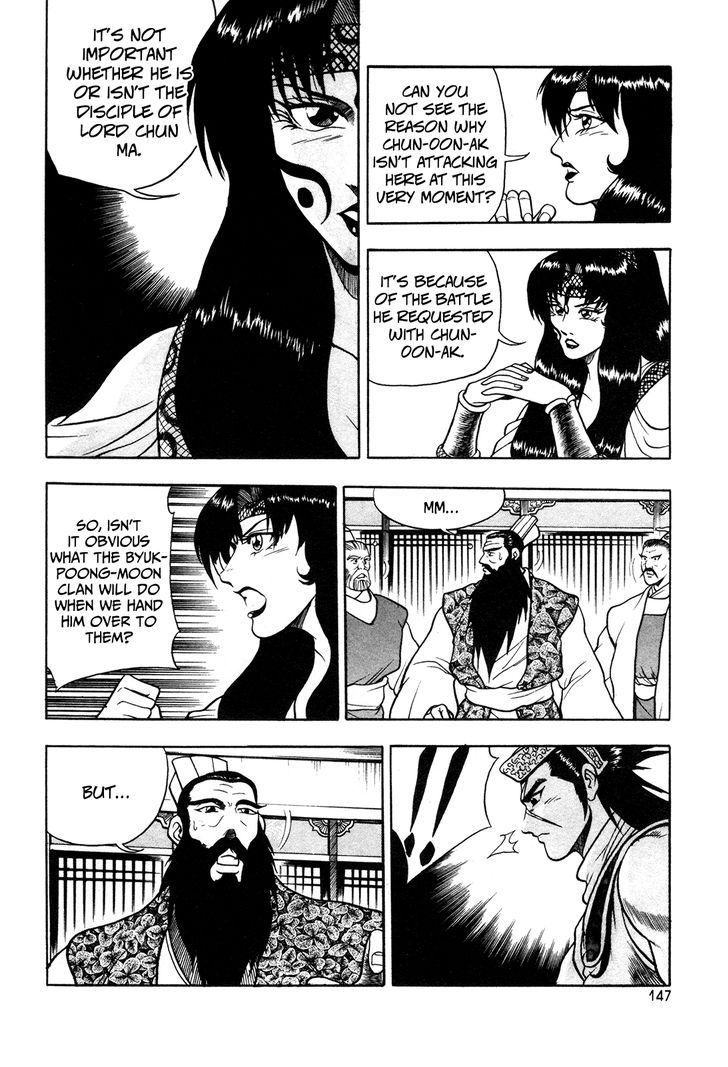 IT'S NOT
IMPORTANT
WHETHER HE IS
OR ISN'T THE
DISCIPLE OF
LORD CHUN
MA.
CAN YOU
NOT SEE THE
REASON WHY
CHUN-OON-AK
ISN'T ATTACKING
HERE AT THIS
VERY MOMENT?
IT'S BECAUSE
OF THE BATTLE
HE REQUESTED
WITH CHUN-
OON-AK.
SO, ISN'T
IT OBVIOUS
WHAT THE BYUK-
POONG-MOON
CLAN WILL DO
WHEN WE HAND
HIM OVER TO
THEM?
MM...
BUT...
!!
147